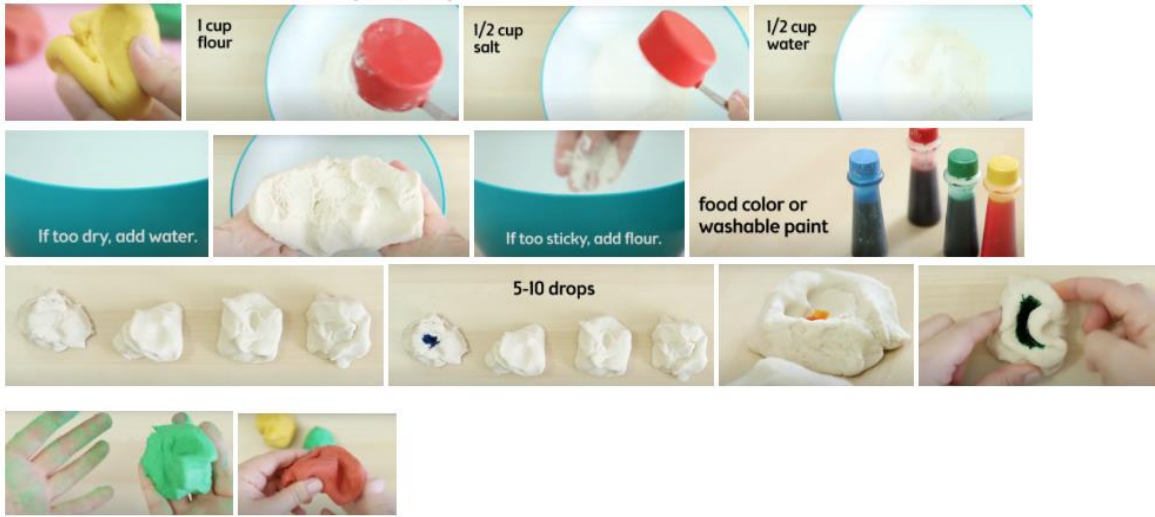 1 cup
flour
1/2 cup
salt
1/2 cup
water
If too dry, add water.
If too sticky, add flour.
food color or
washable paint
5-10 drops